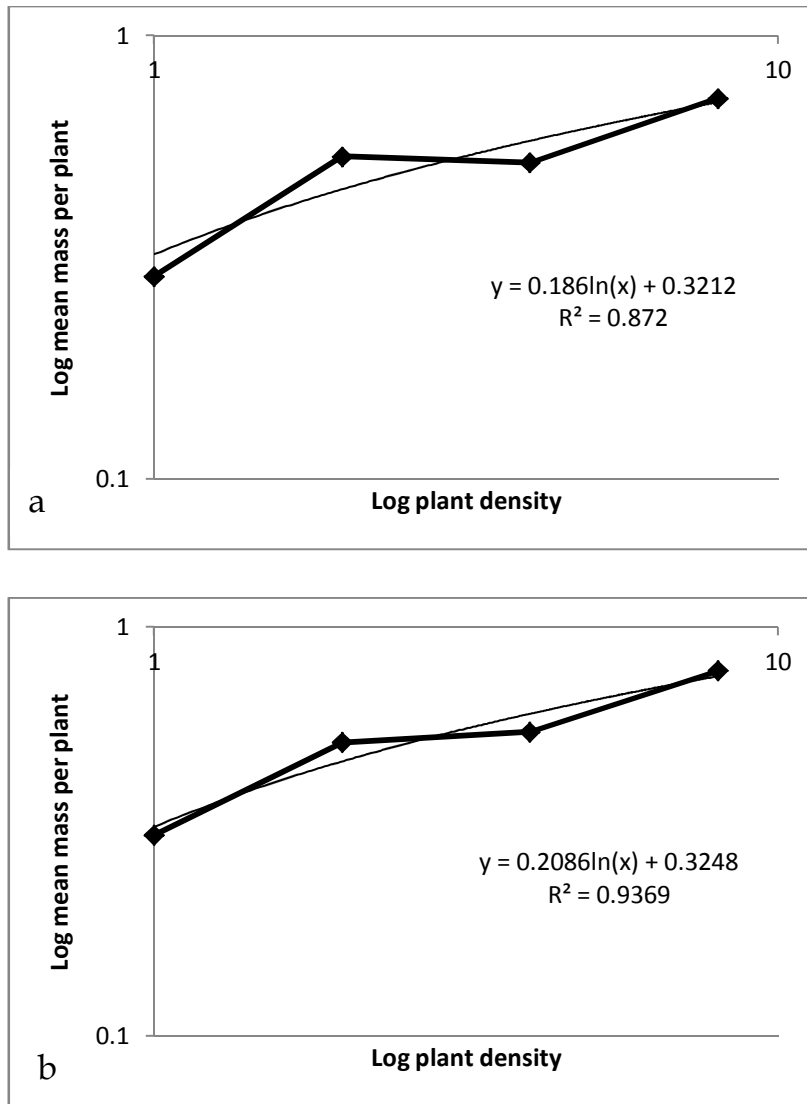 1
1
10
Log mean mass per plant
y = 0.186ln(x) + 0.3212
R² = 0.872
0.1
Log plant density
a
1
1
10
Log mean mass per plant
y = 0.2086ln(x) + 0.3248
R² = 0.9369
0.1
Log plant density
b